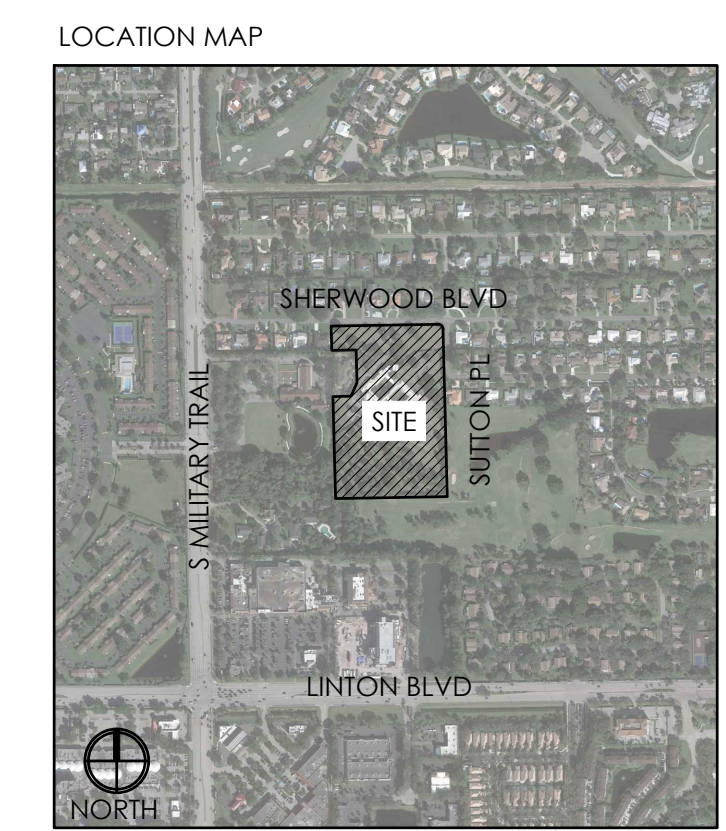 LOCATION MAP
SHERWOOD BLVD
S MILITARY TRAIL
SITE
SUTTON PL
LINTON BLVD
NORTH